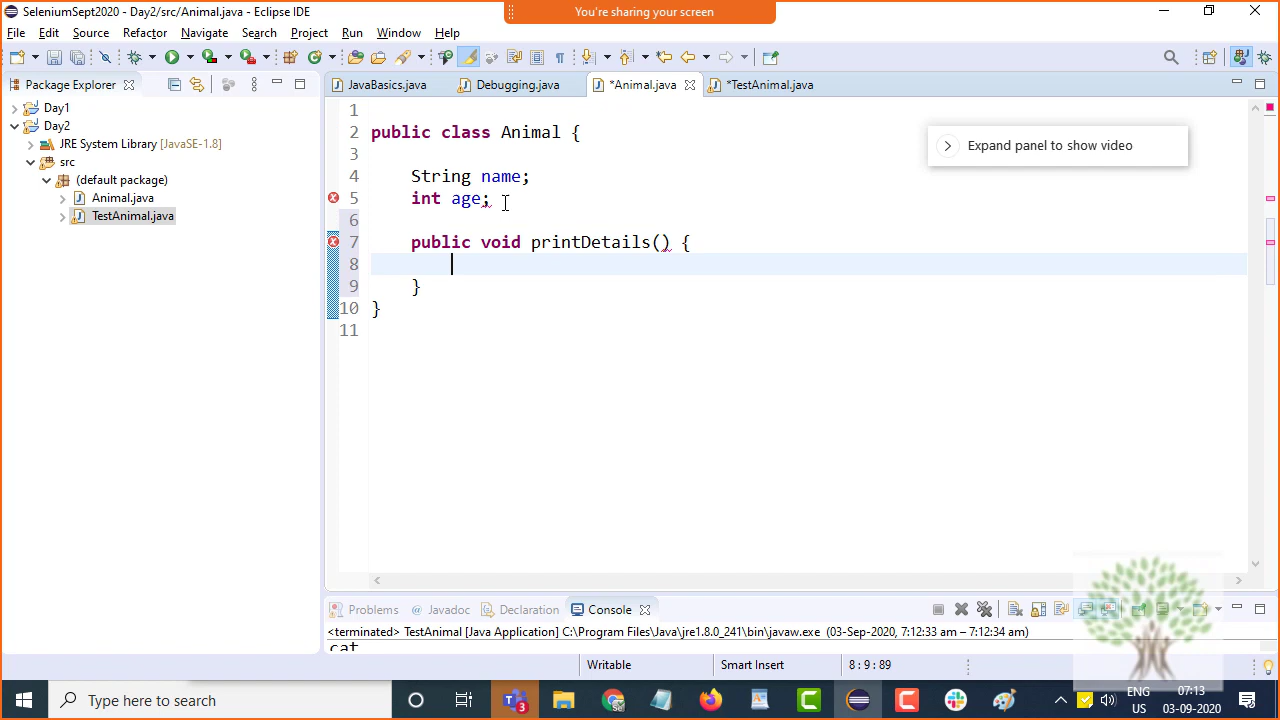 SeleniumSept2020 - Day2/src/Animal.java - Eclipse IDE
You're sharing your screen
File Edit Source Refactor Navigate Search Project Run Window Help
Package Explorer
JavaBasics.java
Debugging.java
*Animal.java
*TestAnimal.java
Day1
Day2
JRE System Library [JavaSE-1.8]
src
(default package)
Animal.java
TestAnimal.java
1
2 public class Animal {
3
4 String name;
5 int age;
6
7 public void printDetails() {
8
9 }
10 }
11
Expand panel to show video
Problems @ Javadoc Declaration Console
<terminated> TestAnimal [Java Application] C:\Program Files\Java\jre1.8.0_241\bin\javaw.exe (03-Sep-2020, 7:12:33 am – 7:12:34 am)
cat
Writable Smart Insert 8 : 9 : 89
Type here to search
3
ENG
US
07:13
03-09-2020